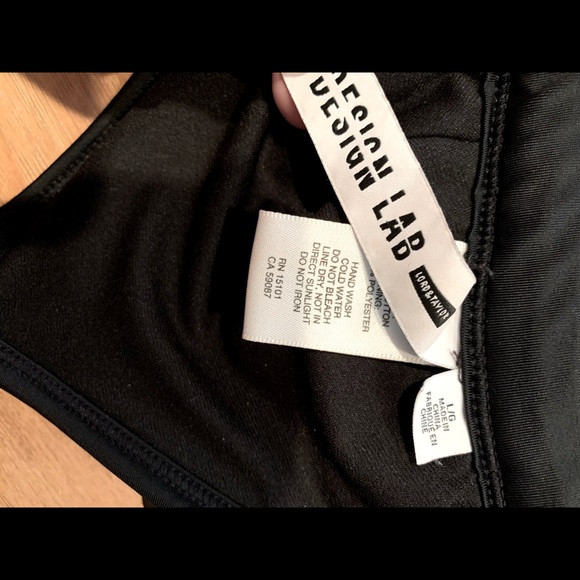 DESIGN LAB
DESIGN LAB
LORD & TAYLOR
POLYESTER
HAND WASH
COLD WATER
DO NOT BLEACH
LINE DRY, NOT IN
DIRECT SUNLIGHT
DO NOT IRON
RN 15101
CA 59087
L/G
MADE IN
CHINA
FABRIQUÉ EN
CHINE